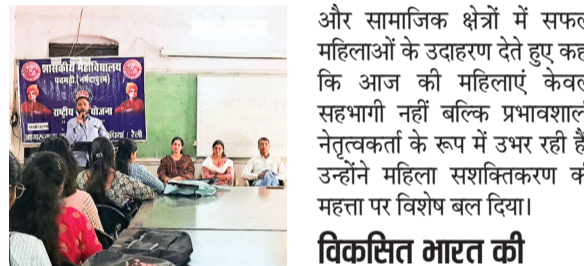 शासकीय महाविद्यालय
पचमढ़ी (नर्मदापुरम)
राष्ट्रीय
योजना
रैली
और सामाजिक क्षेत्रों में सफल
महिलाओं के उदाहरण देते हुए कह
कि आज की महिलाएं केवल
सहभागी नहीं बल्कि प्रभावशाल
नेतृत्वकर्ता के रूप में उभर रही हैं
उन्होंने महिला सशक्तिकरण क
महत्ता पर विशेष बल दिया।
विकसित भारत की